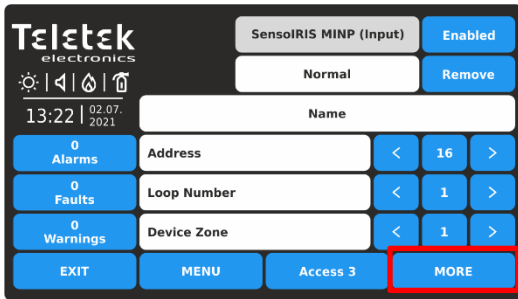 Teletek
electronics
SensoIRIS MINP (Input)
Enabled
Normal
Remove
13:22
02.07.
2021
Name
0
Alarms
Address
<
16
>
0
Faults
Loop Number
<
1
>
0
Warnings
Device Zone
<
1
>
EXIT
MENU
Access 3
MORE